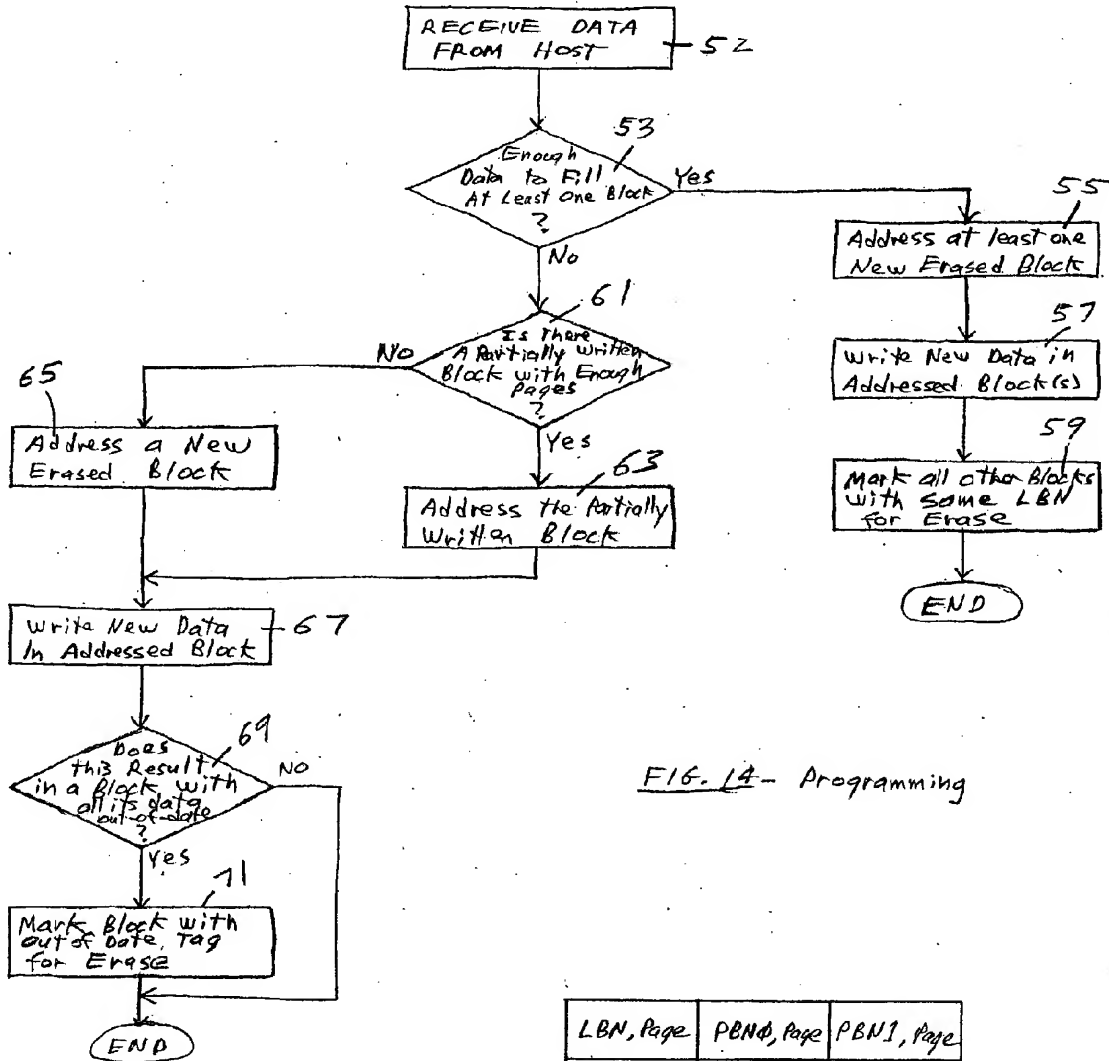 RECEIVE DATA
FROM HOST
52
Enough
Data to Fill
At Least One Block
?
53
Yes
No
55
Address at least one
New Erased Block
57
Write New Data in
Addressed Block(s)
59
Mark all other Blocks
with same LBN
for Erase
END
61
Is There
A Partially written
Block with Enough
Pages
?
No
Yes
65
Address a New
Erased Block
63
Address the Partially
Written Block
Write New Data
In Addressed Block
67
Does
this Result
in a Block with
all its data
out-of-date
?
69
NO
Yes
71
Mark Block with
out of Date, Tag
for Erase
END
FIG. 14 - Programming
LBN, Page
PBN0, Page
PBN1, Page